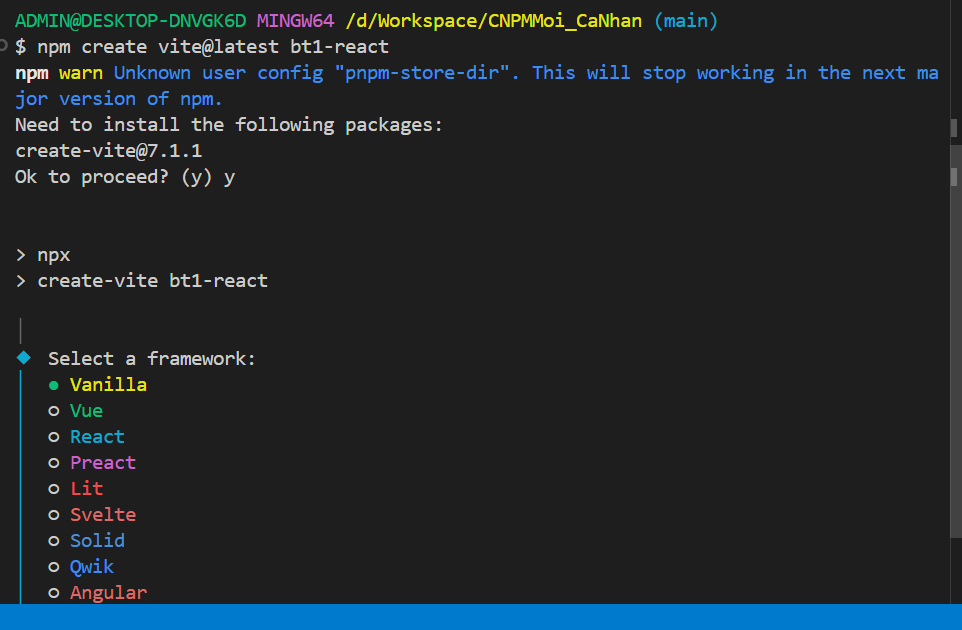 ADMIN@DESKTOP-DNVGK6D MINGW64 /d/Workspace/CNPMMoi_CaNhan (main)
$ npm create vite@latest bt1-react
npm warn Unknown user config "pnpm-store-dir". This will stop working in the next ma
jor version of npm.
Need to install the following packages:
create-vite@7.1.1
Ok to proceed? (y) y
> npx
> create-vite bt1-react
Select a framework:
Vanilla
Vue
React
Preact
Lit
Svelte
Solid
Qwik
Angular